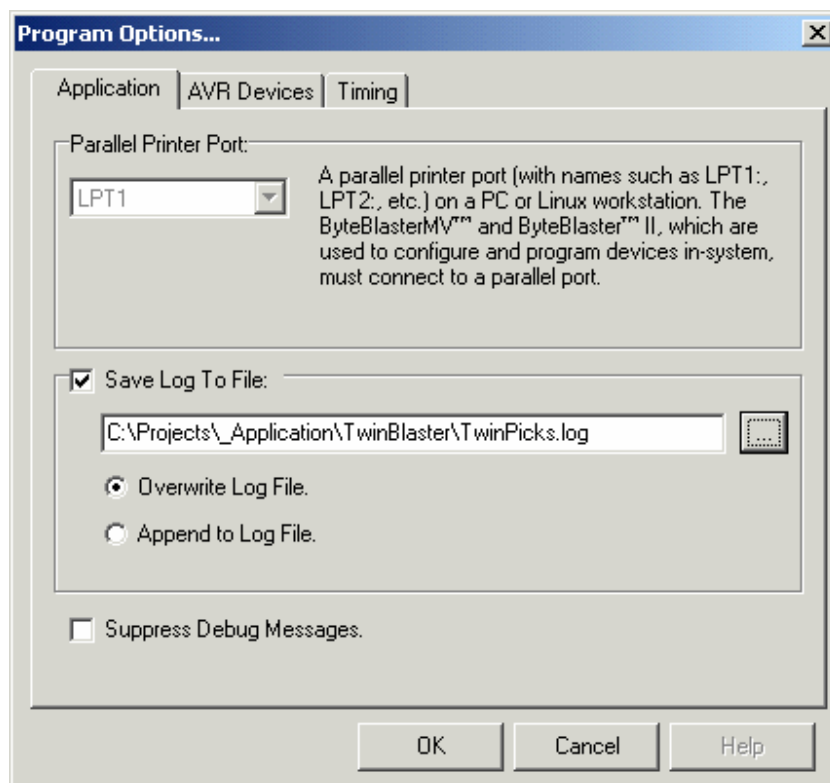 Program Options...
Application
AVR Devices
Timing
Parallel Printer Port:
LPT1
A parallel printer port (with names such as LPT1:,
LPT2:, etc.) on a PC or Linux workstation. The
ByteBlasterMV™ and ByteBlaster™ II, which are
used to configure and program devices in-system,
must connect to a parallel port.
Save Log To File:
C:\Projects\_Application\TwinBlaster\TwinPicks.log
...
Overwrite Log File.
Append to Log File.
Suppress Debug Messages.
OK
Cancel
Help